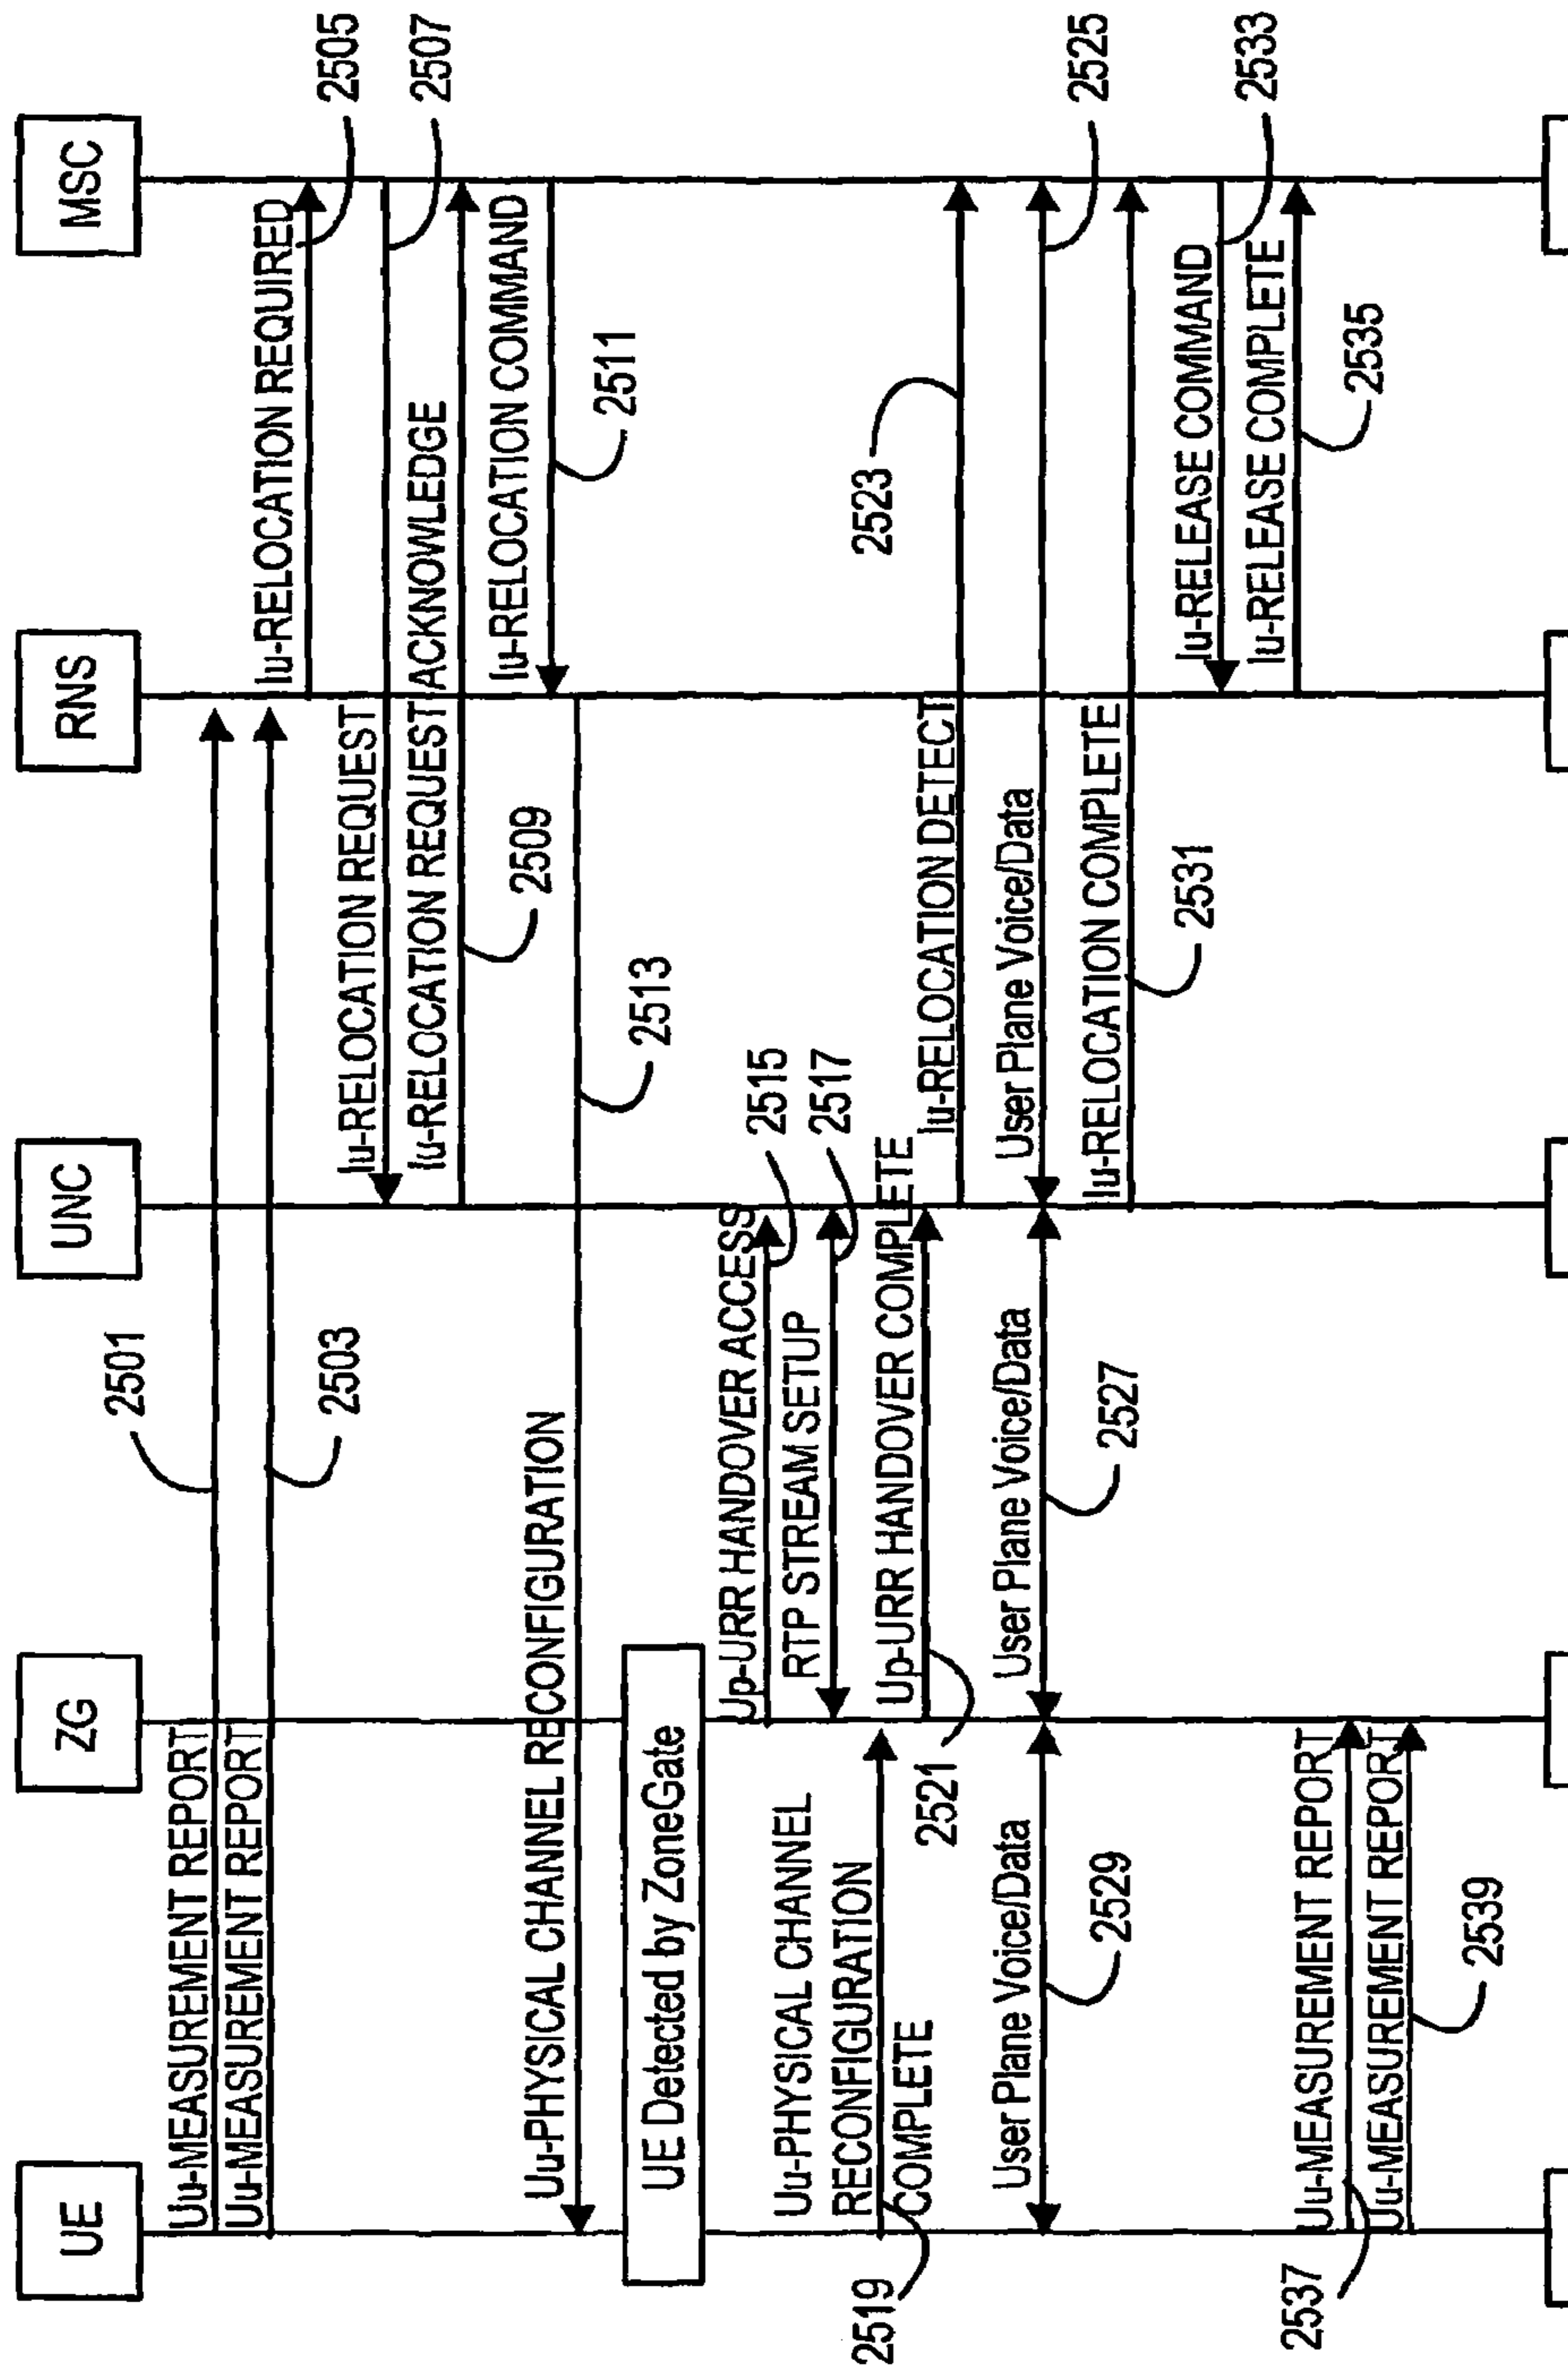 UE
ZG
UNC
RNS
MSC
Uu-MEASUREMENT REPORT
2501
Uu-MEASUREMENT REPORT
2503
Iu-RELOCATION REQUIRED
2505
Iu-RELOCATION REQUEST
2507
Iu-RELOCATION REQUEST ACKNOWLEDGE
2509
Iu-RELOCATION COMMAND
2511
Uu-PHYSICAL CHANNEL RECONFIGURATION
2513
UE Detected by ZoneGate
Up-URR HANDOVER ACCESS
2515
RTP STREAM SETUP
2517
Uu-PHYSICAL CHANNEL
RECONFIGURATION
COMPLETE
2519
Up-URR HANDOVER COMPLETE
2521
Iu-RELOCATION DETECT
2523
User Plane Voice/Data
2529
User Plane Voice/Data
2527
User Plane Voice/Data
2525
Iu-RELOCATION COMPLETE
2531
Iu-RELEASE COMMAND
2533
Iu-RELEASE COMPLETE
2535
Uu-MEASUREMENT REPORT
2537
Uu-MEASUREMENT REPORT
2539